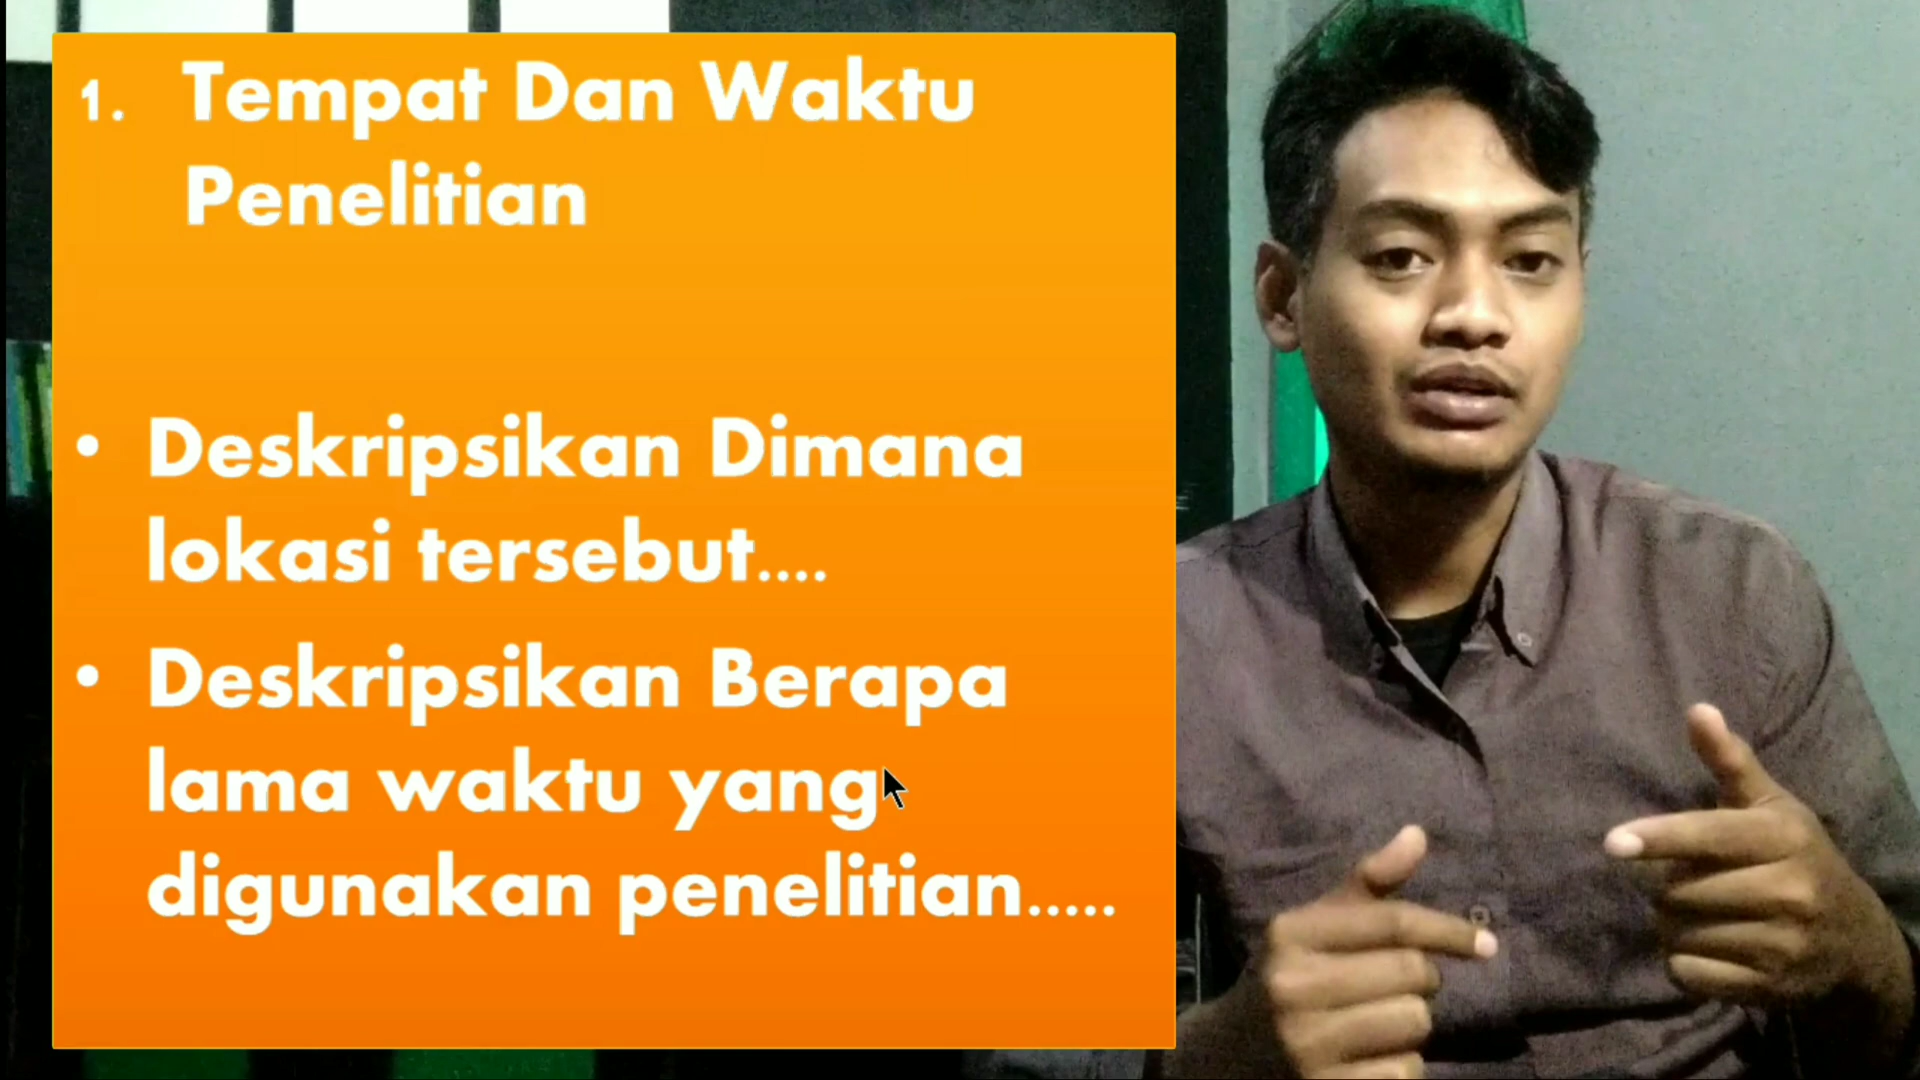 1. Tempat Dan Waktu
Penelitian
• Deskripsikan Dimana
lokasi tersebut....
• Deskripsikan Berapa
lama waktu yang
digunakan penelitian.....